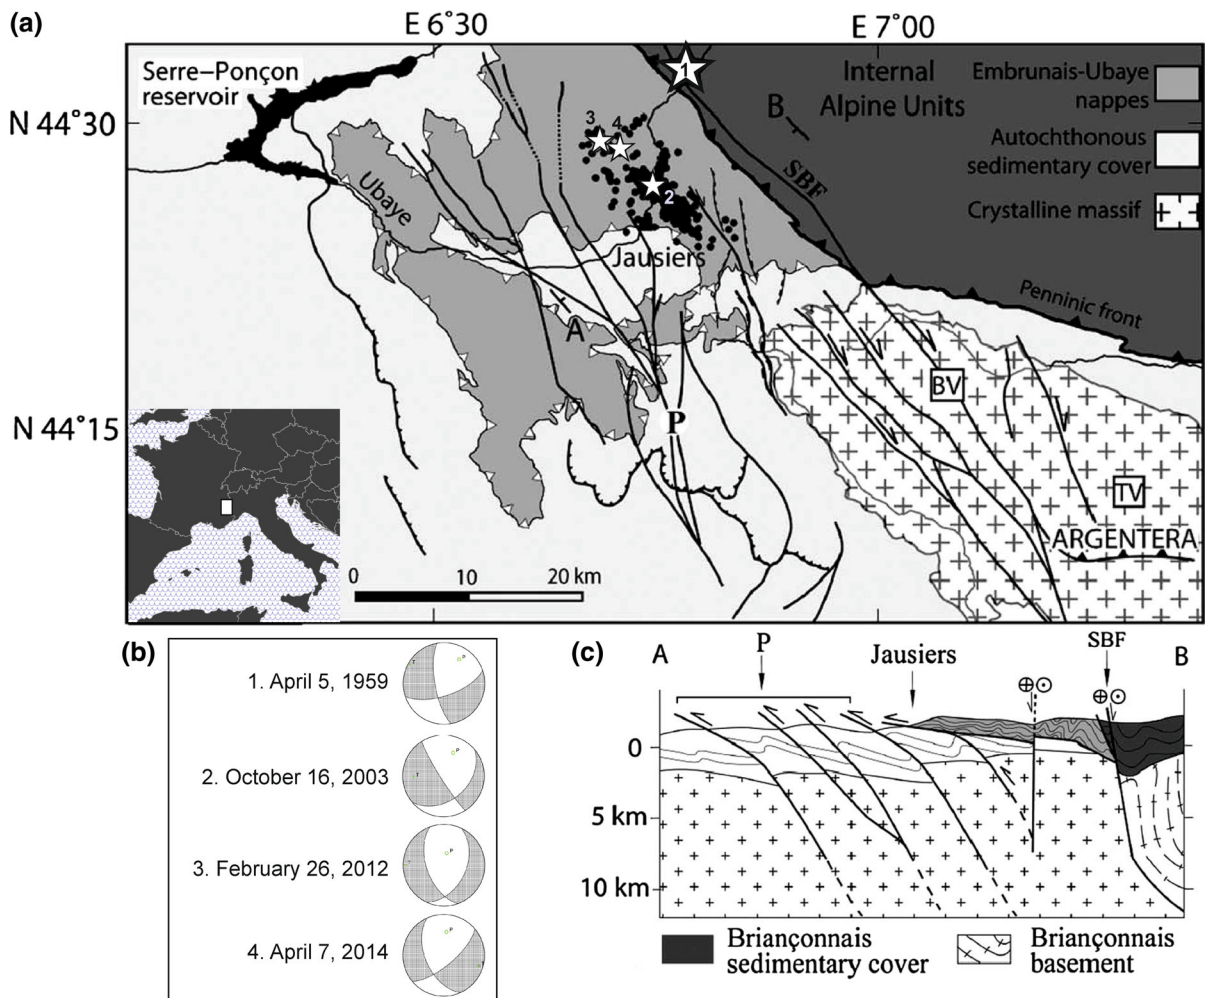 (a)
E 6°30
E 7°00
Serre–Ponçon
reservoir
N 44°30
N 44°15
1
3
4
2
B
Internal
Alpine Units
Embrunais-Ubaye
nappes
Autochthonous
sedimentary cover
Crystalline massif
SBF
Ubaye
Jausiers
Penninic front
A
P
BV
TV
ARGENTERA
0
10
20 km
(b)
1. April 5, 1959
P
T
2. October 16, 2003
P
T
3. February 26, 2012
P
T
4. April 7, 2014
P
T
(c)
A
P
Jausiers
SBF
B
0
5 km
10 km
Briançonnais
sedimentary cover
Briançonnais
basement